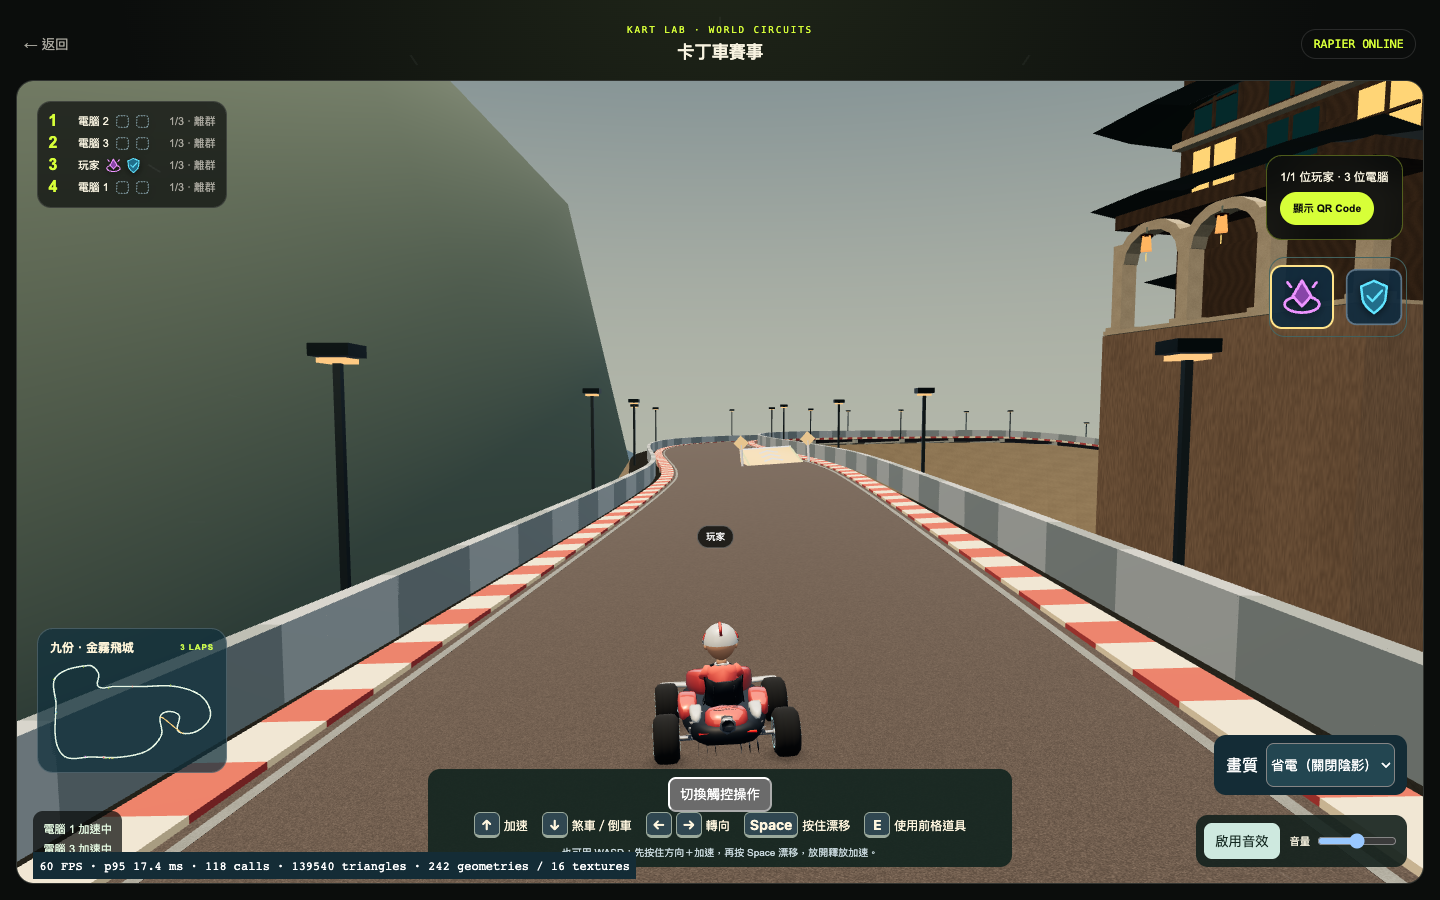 ← 返回
KART LAB · WORLD CIRCUITS
卡丁車賽事
RAPIER ONLINE
1 電腦 2 1/3 · 離群
2 電腦 3 1/3 · 離群
3 玩家 1/3 · 離群
4 電腦 1 1/3 · 離群
1/1 位玩家 · 3 位電腦
顯示 QR Code
玩家
九份 · 金霧飛城 3 LAPS
畫質 省電（關閉陰影）
切換觸控操作
↑ 加速 ↓ 煞車 / 倒車 ← → 轉向 Space 按住漂移 E 使用前格道具
也可用 WASD；先按住方向＋加速，再按 Space 漂移，放開釋放加速。
電腦 1 加速中
電腦 3 加速中
啟用音效 音量
60 FPS · p95 17.4 ms · 118 calls · 139540 triangles · 242 geometries / 16 textures